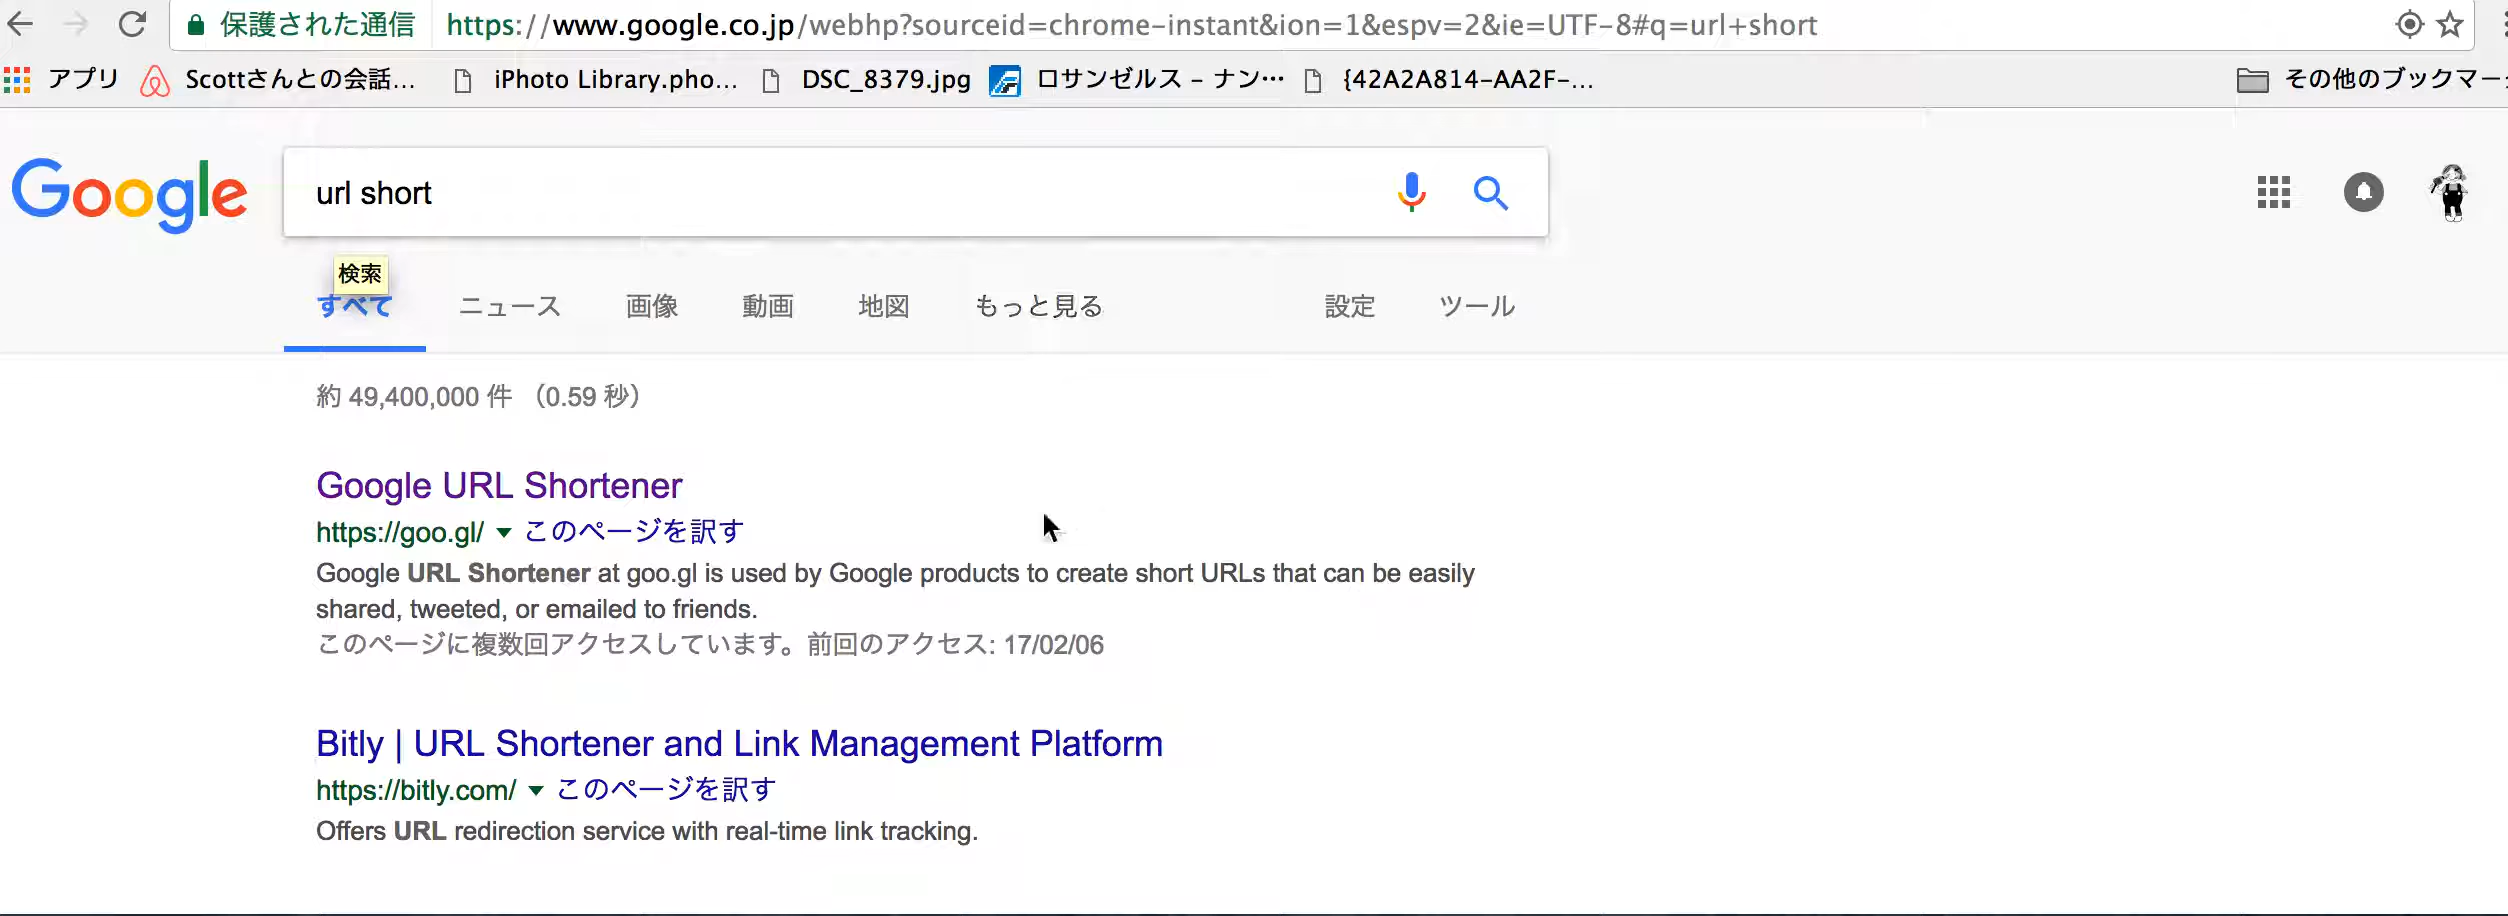 保護された通信 https://www.google.co.jp/webhp?sourceid=chrome-instant&ion=1&espv=2&ie=UTF-8#q=url+short
アプリ Scottさんとの会話... iPhoto Library.pho... DSC_8379.jpg ロサンゼルス – ナン… {42A2A814-AA2F-... その他のブックマー
Google url short
検索
すべて ニュース 画像 動画 地図 もっと見る 設定 ツール
約 49,400,000 件 （0.59 秒）
Google URL Shortener
https://goo.gl/ ▼ このページを訳す
Google URL Shortener at goo.gl is used by Google products to create short URLs that can be easily
shared, tweeted, or emailed to friends.
このページに複数回アクセスしています。前回のアクセス: 17/02/06
Bitly | URL Shortener and Link Management Platform
https://bitly.com/ ▼ このページを訳す
Offers URL redirection service with real-time link tracking.